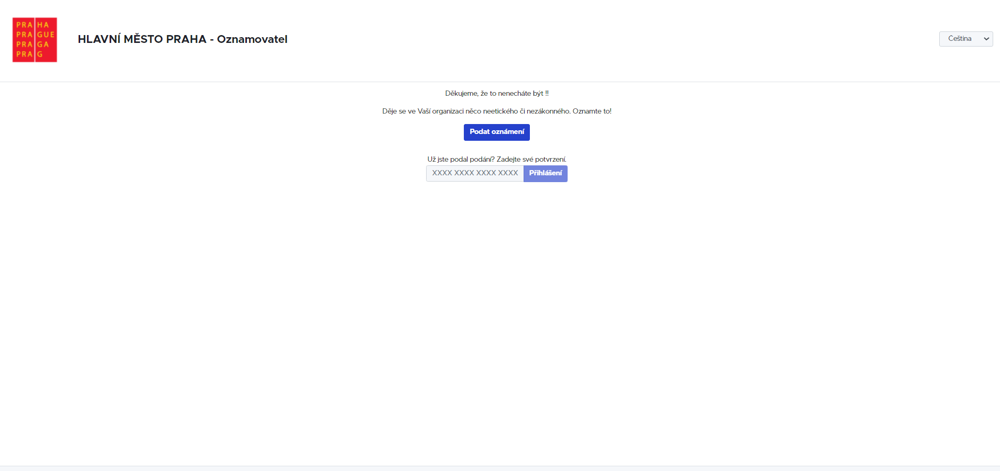 PRA HA
PRA GUE
PRA GA
PRA G
HLAVNÍ MĚSTO PRAHA - Oznamovatel
Čeština
Děkujeme, že to nenecháte být !!
Děje se ve Vaší organizaci něco neetického či nezákonného. Oznamte to!
Podat oznámení
Už jste podal podání? Zadejte své potvrzení.
XXXX XXXX XXXX XXXX Přihlášení